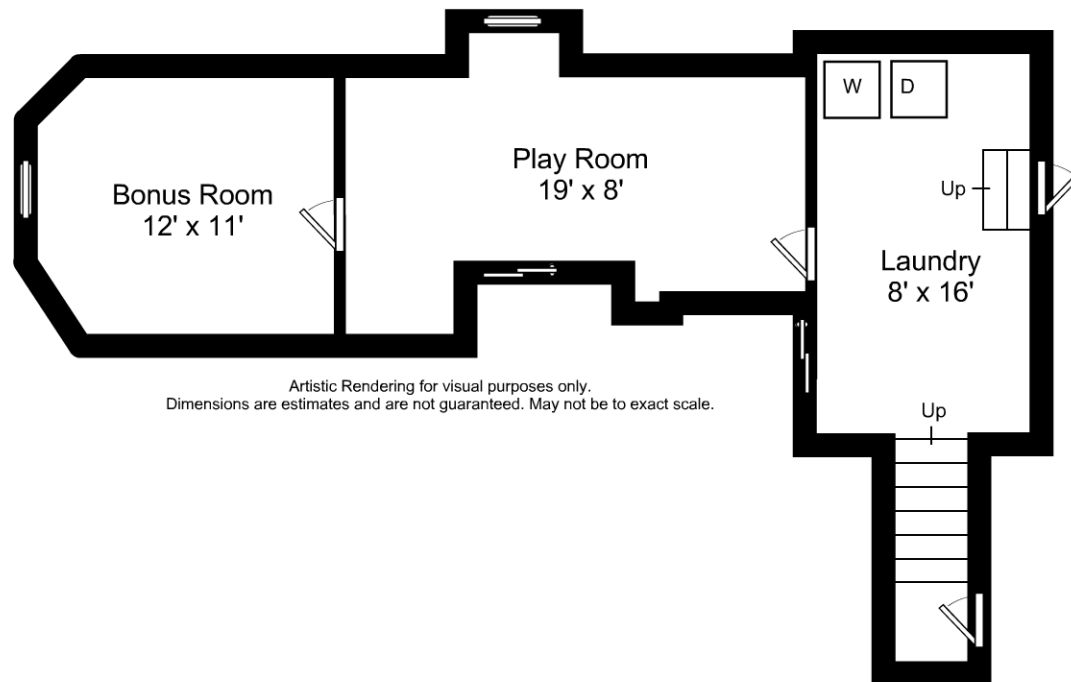 W
D
Play Room
19' x 8'
Up
Bonus Room
12' x 11'
Laundry
8' x 16'
Artistic Rendering for visual purposes only.
Dimensions are estimates and are not guaranteed. May not be to exact scale.
Up